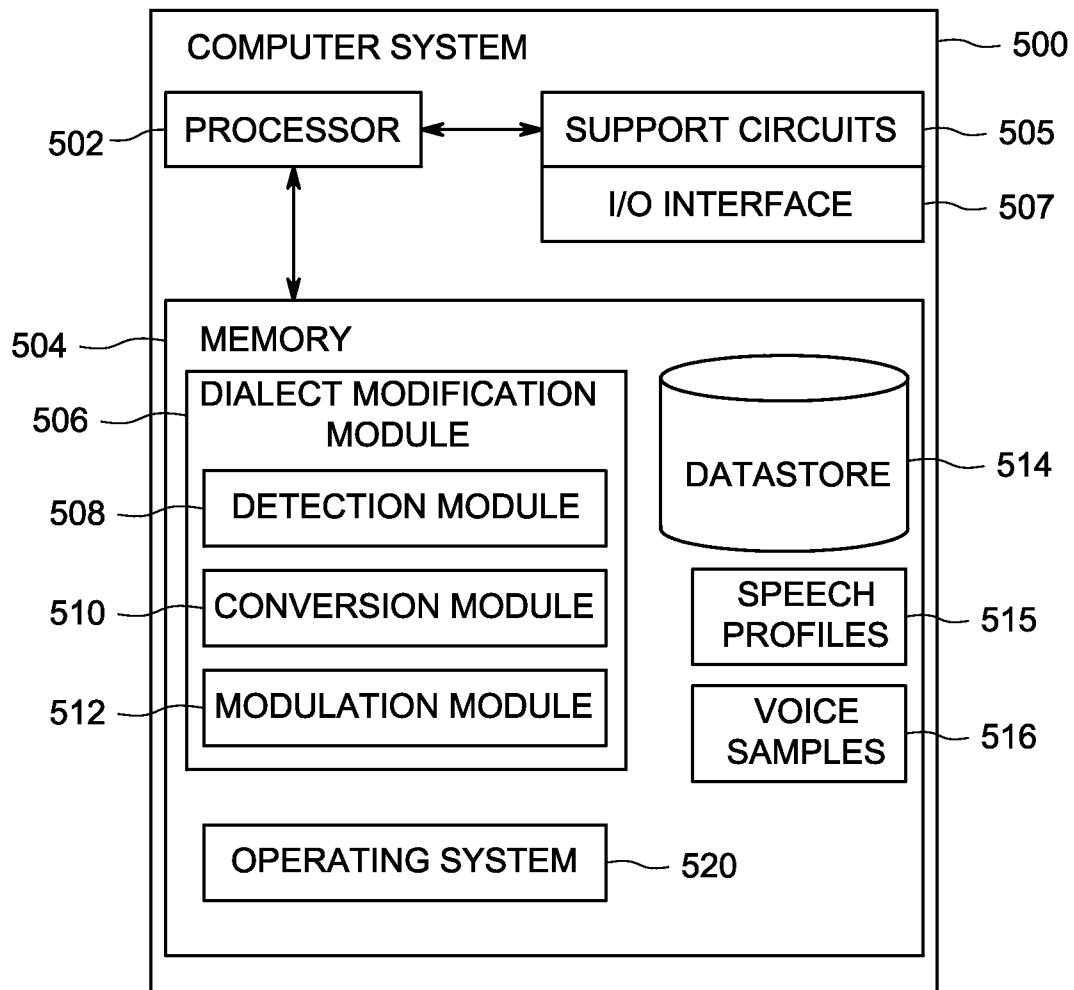 COMPUTER SYSTEM
500
502
PROCESSOR
SUPPORT CIRCUITS
505
I/O INTERFACE
507
504
MEMORY
506
DIALECT MODIFICATION
MODULE
508
DETECTION MODULE
510
CONVERSION MODULE
512
MODULATION MODULE
DATASTORE
514
SPEECH
PROFILES
515
VOICE
SAMPLES
516
OPERATING SYSTEM
520